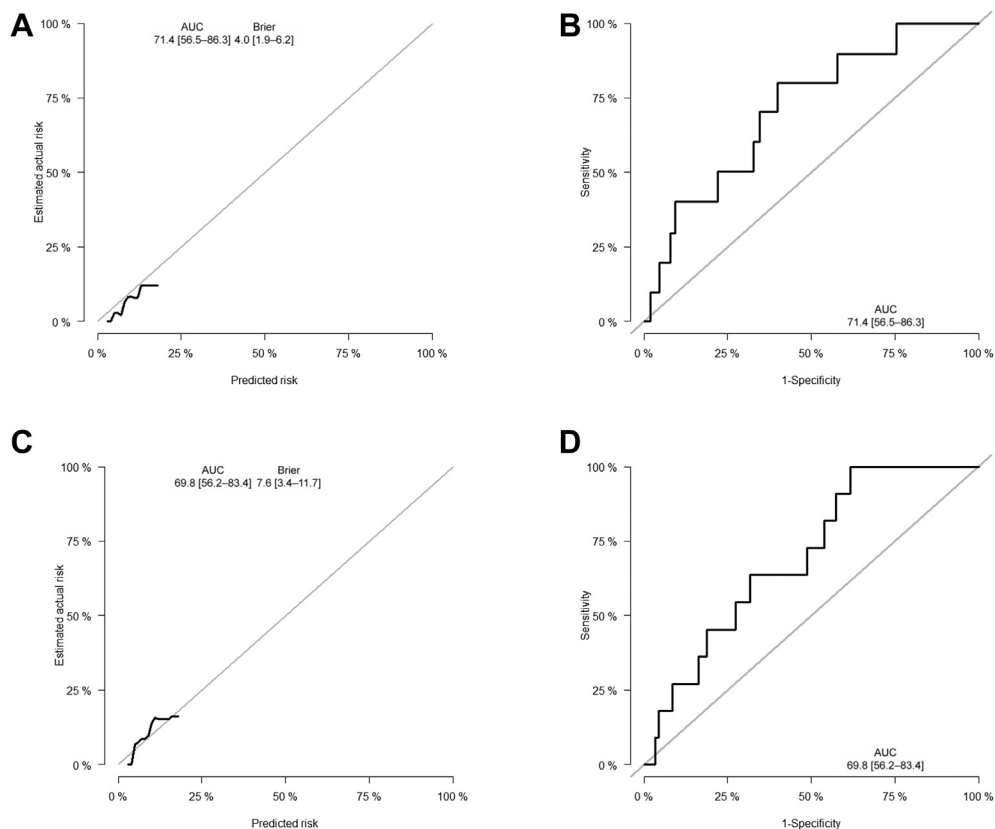 A
AUC Brier
71.4 [56.5–86.3] 4.0 [1.9–6.2]
100 %
75 %
50 %
25 %
0 %
Estimated actual risk
0 % 25 % 50 % 75 % 100 %
Predicted risk
B
100 %
75 %
50 %
25 %
0 %
Sensitivity
AUC
71.4 [56.5–86.3]
0 % 25 % 50 % 75 % 100 %
1-Specificity
C
AUC Brier
69.8 [56.2–83.4] 7.6 [3.4–11.7]
100 %
75 %
50 %
25 %
0 %
Estimated actual risk
0 % 25 % 50 % 75 % 100 %
Predicted risk
D
100 %
75 %
50 %
25 %
0 %
Sensitivity
AUC
69.8 [56.2–83.4]
0 % 25 % 50 % 75 % 100 %
1-Specificity